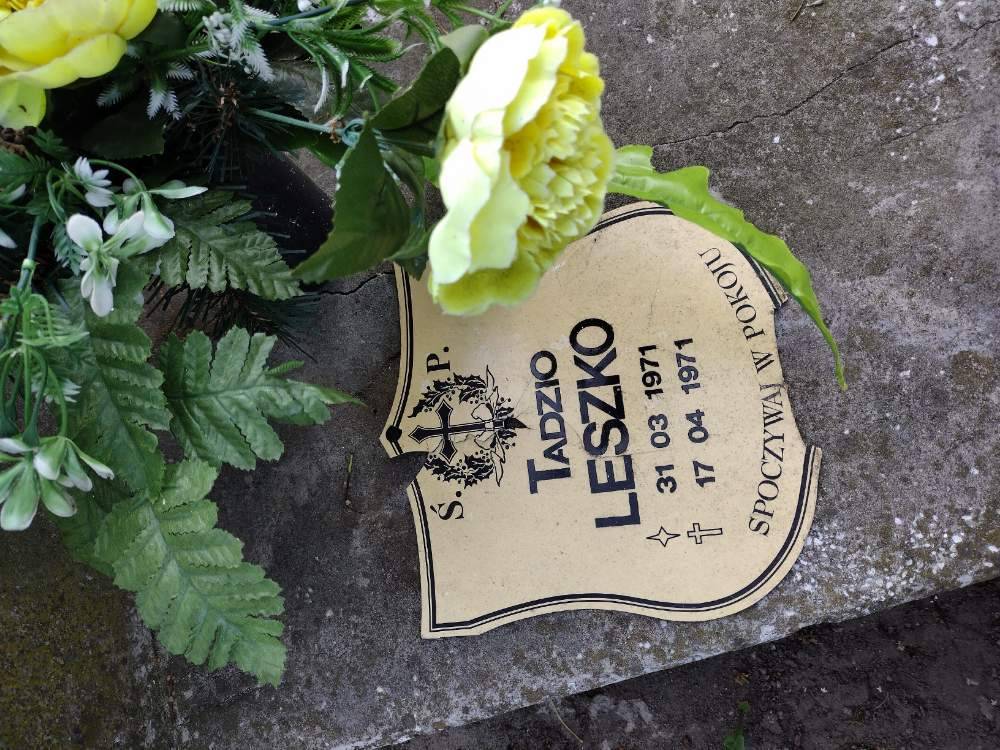 Ś. P.
TADZIO
LESZKO
31 03 1971
17 04 1971
SPOCZYWAJ W POKOJU